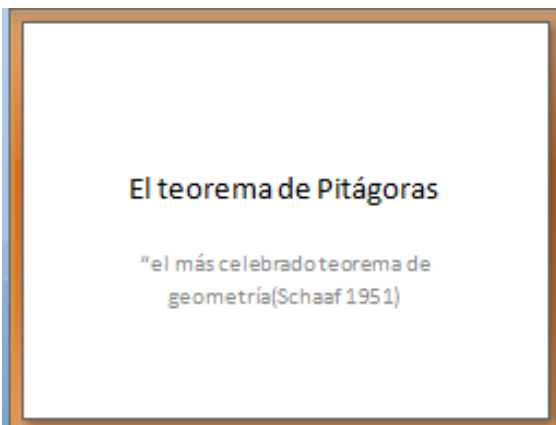 El teorema de Pitágoras
“el más celebrado teorema de
geometría(Schaaf 1951)